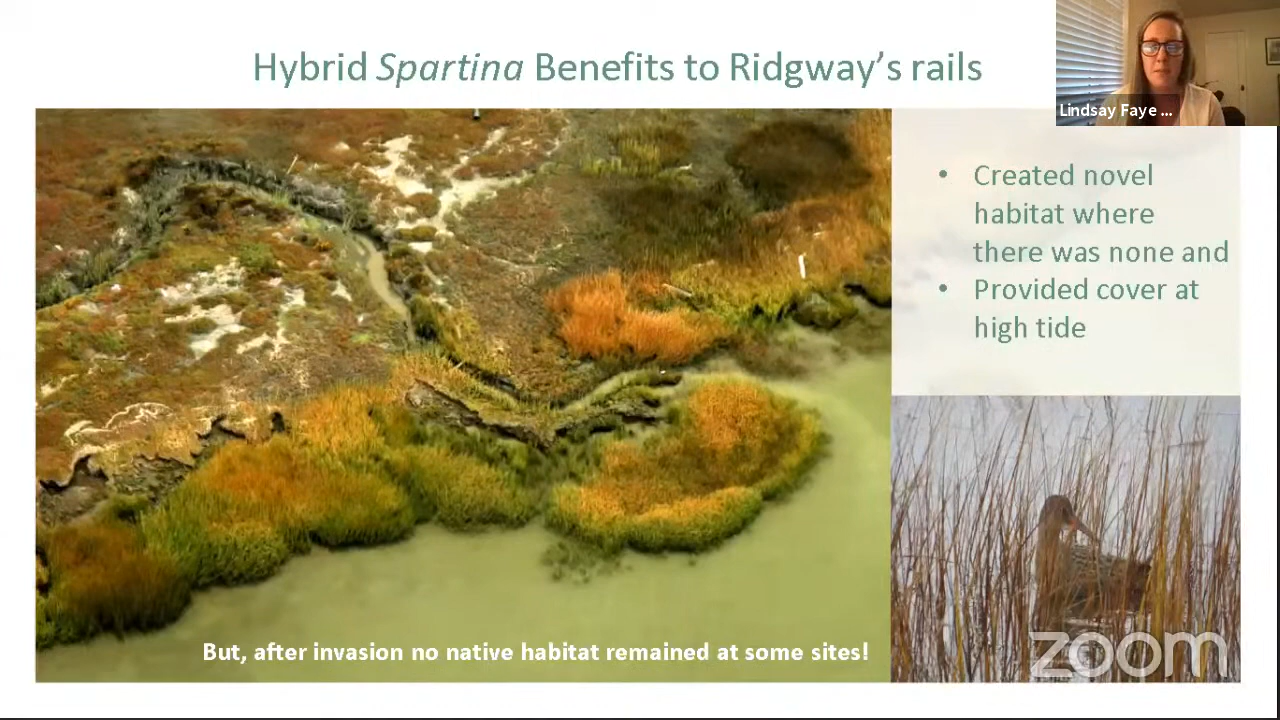 Hybrid Spartina Benefits to Ridgway's rails
Lindsay Faye ...
• Created novel
habitat where
there was none and
• Provided cover at
high tide
But, after invasion no native habitat remained at some sites!
zoom